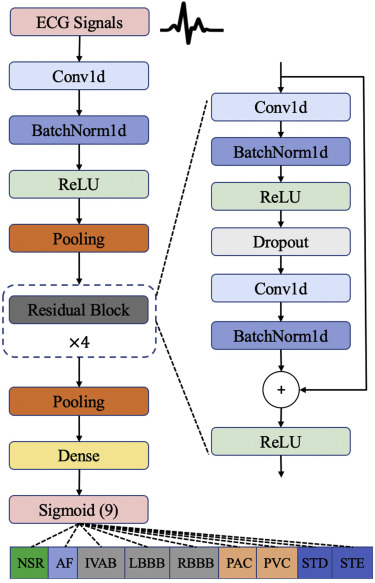 ECG Signals
Conv1d
BatchNorm1d
ReLU
Pooling
Residual Block
×4
Pooling
Dense
Sigmoid (9)
NSR AF IVAB LBBB RBBB PAC PVC STD STE
Conv1d
BatchNorm1d
ReLU
Dropout
Conv1d
BatchNorm1d
+
ReLU